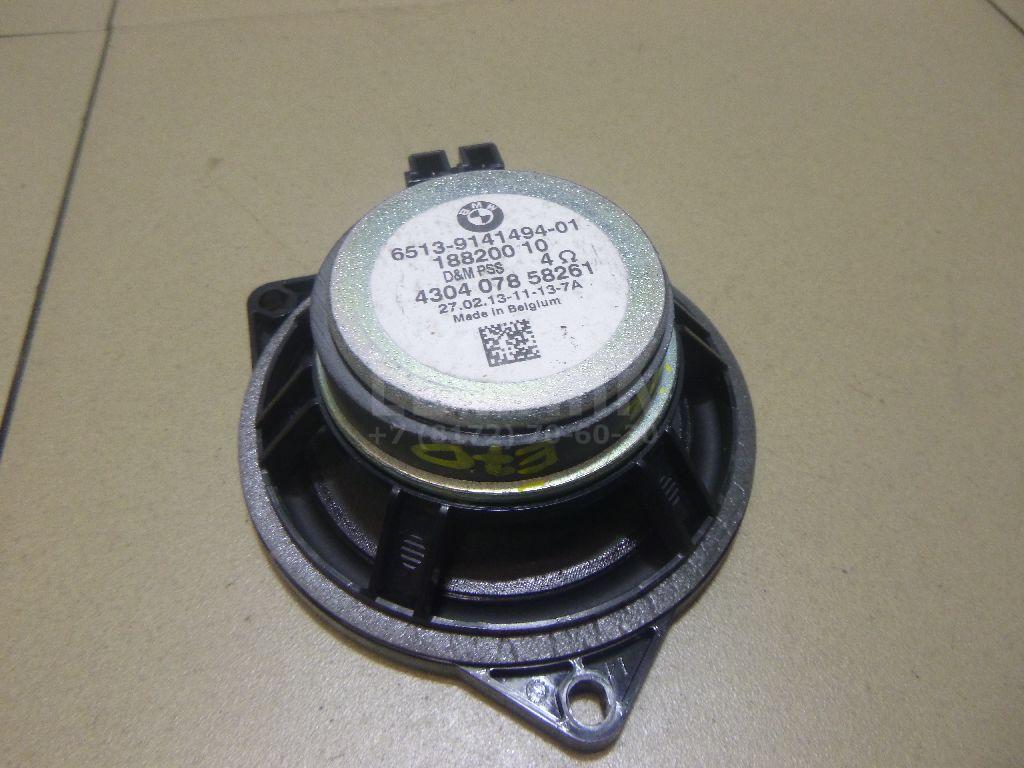 BMW
6513-9141494-01
188200 10
D&M PSS 4 Ω
4304 078 58261
27.02.13-11-13-7A
Made in Belgium
E70